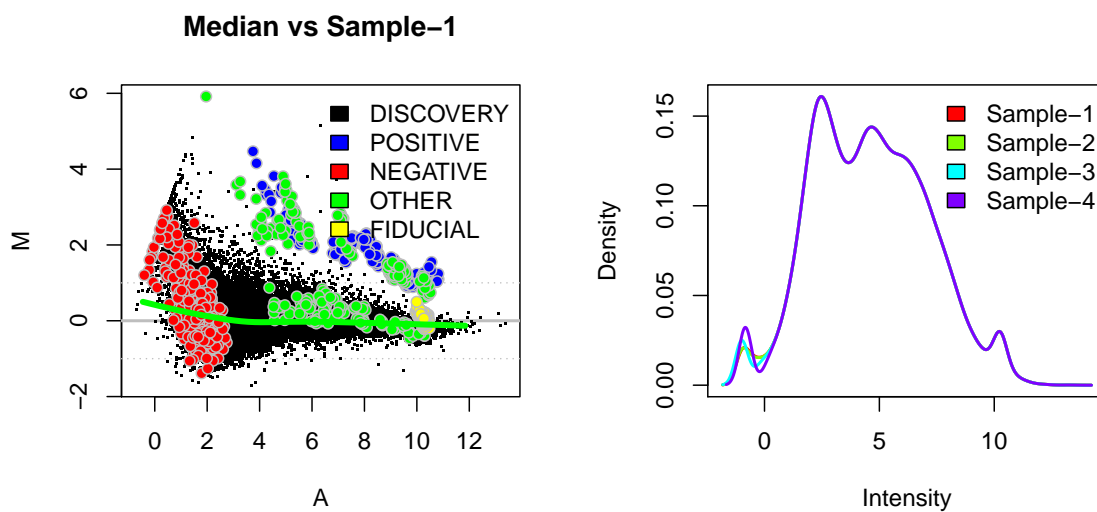 Median vs Sample−1
M
6
4
2
0
−2
0 2 4 6 8 10 12
A
DISCOVERY
POSITIVE
NEGATIVE
OTHER
FIDUCIAL
Density
0.15
0.10
0.05
0.00
0 5 10
Intensity
Sample−1
Sample−2
Sample−3
Sample−4